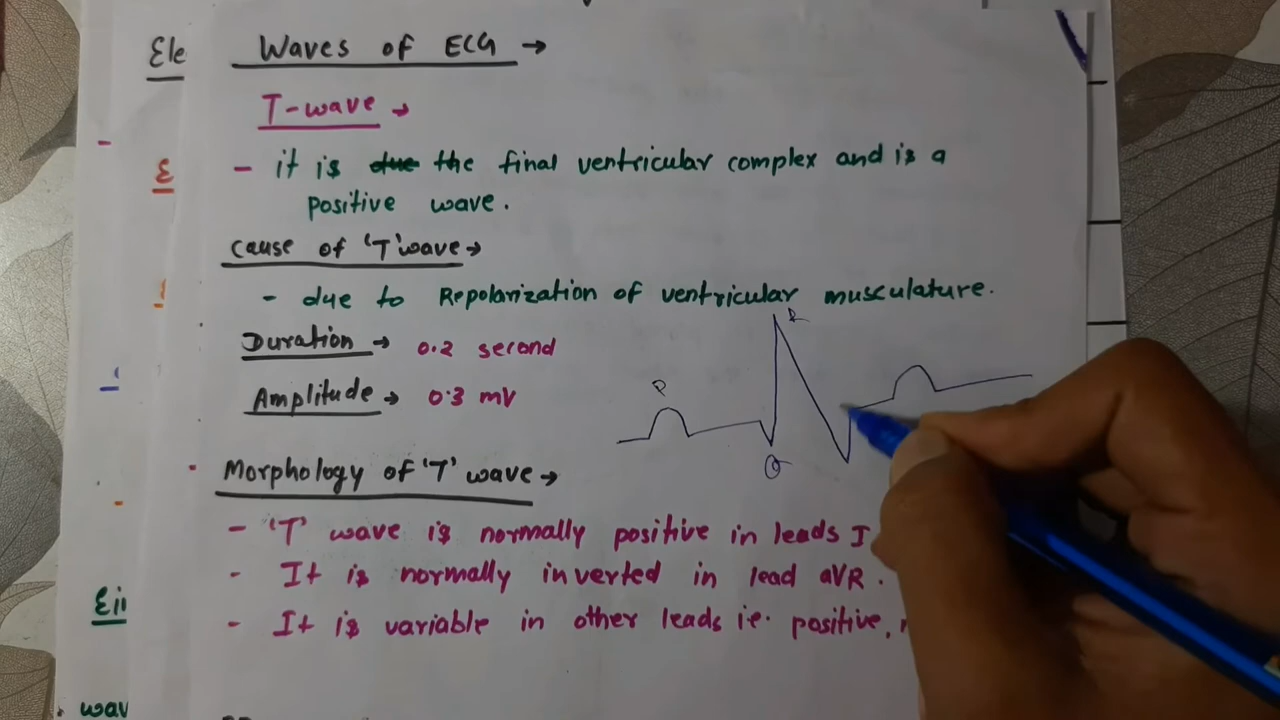 Ele
Waves of ECG →
T-wave →
- it is due the final ventricular complex and is a
positive wave.
Cause of 'T' wave →
- due to Repolarization of ventricular musculature.
Duration → 0.2 second
Amplitude → 0.3 mV
P
Q
R
Morphology of 'T' wave →
- 'T' wave is normally positive in leads I
- It is normally inverted in lead aVR.
- It is variable in other leads i.e. positive,
Eii
wav